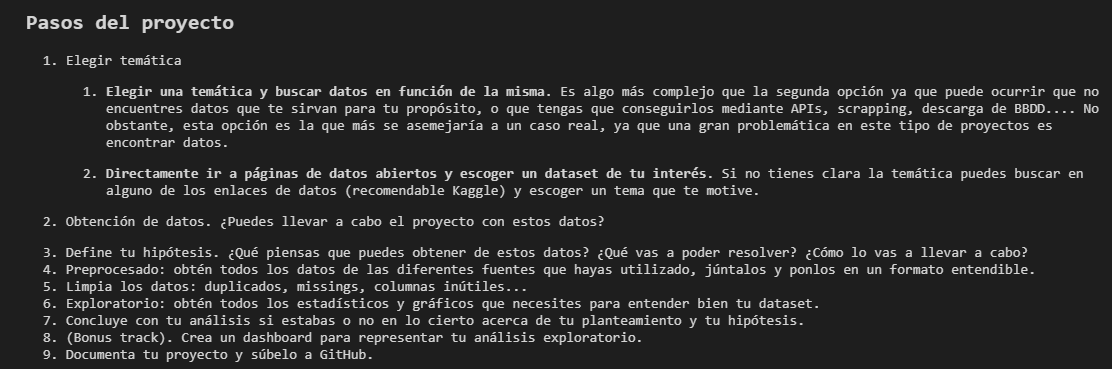 Pasos del proyecto
1. Elegir temática
1. Elegir una temática y buscar datos en función de la misma. Es algo más complejo que la segunda opción ya que puede ocurrir que no
encuentres datos que te sirvan para tu propósito, o que tengas que conseguirlos mediante APIs, scrapping, descarga de BBDD.... No
obstante, esta opción es la que más se asemejaría a un caso real, ya que una gran problemática en este tipo de proyectos es
encontrar datos.
2. Directamente ir a páginas de datos abiertos y escoger un dataset de tu interés. Si no tienes clara la temática puedes buscar en
alguno de los enlaces de datos (recomendable Kaggle) y escoger un tema que te motive.
2. Obtención de datos. ¿Puedes llevar a cabo el proyecto con estos datos?
3. Define tu hipótesis. ¿Qué piensas que puedes obtener de estos datos? ¿Qué vas a poder resolver? ¿Cómo lo vas a llevar a cabo?
4. Preprocesado: obtén todos los datos de las diferentes fuentes que hayas utilizado, júntalos y ponlos en un formato entendible.
5. Limpia los datos: duplicados, missings, columnas inútiles...
6. Exploratorio: obtén todos los estadísticos y gráficos que necesites para entender bien tu dataset.
7. Concluye con tu análisis si estabas o no en lo cierto acerca de tu planteamiento y tu hipótesis.
8. (Bonus track). Crea un dashboard para representar tu análisis exploratorio.
9. Documenta tu proyecto y súbelo a GitHub.